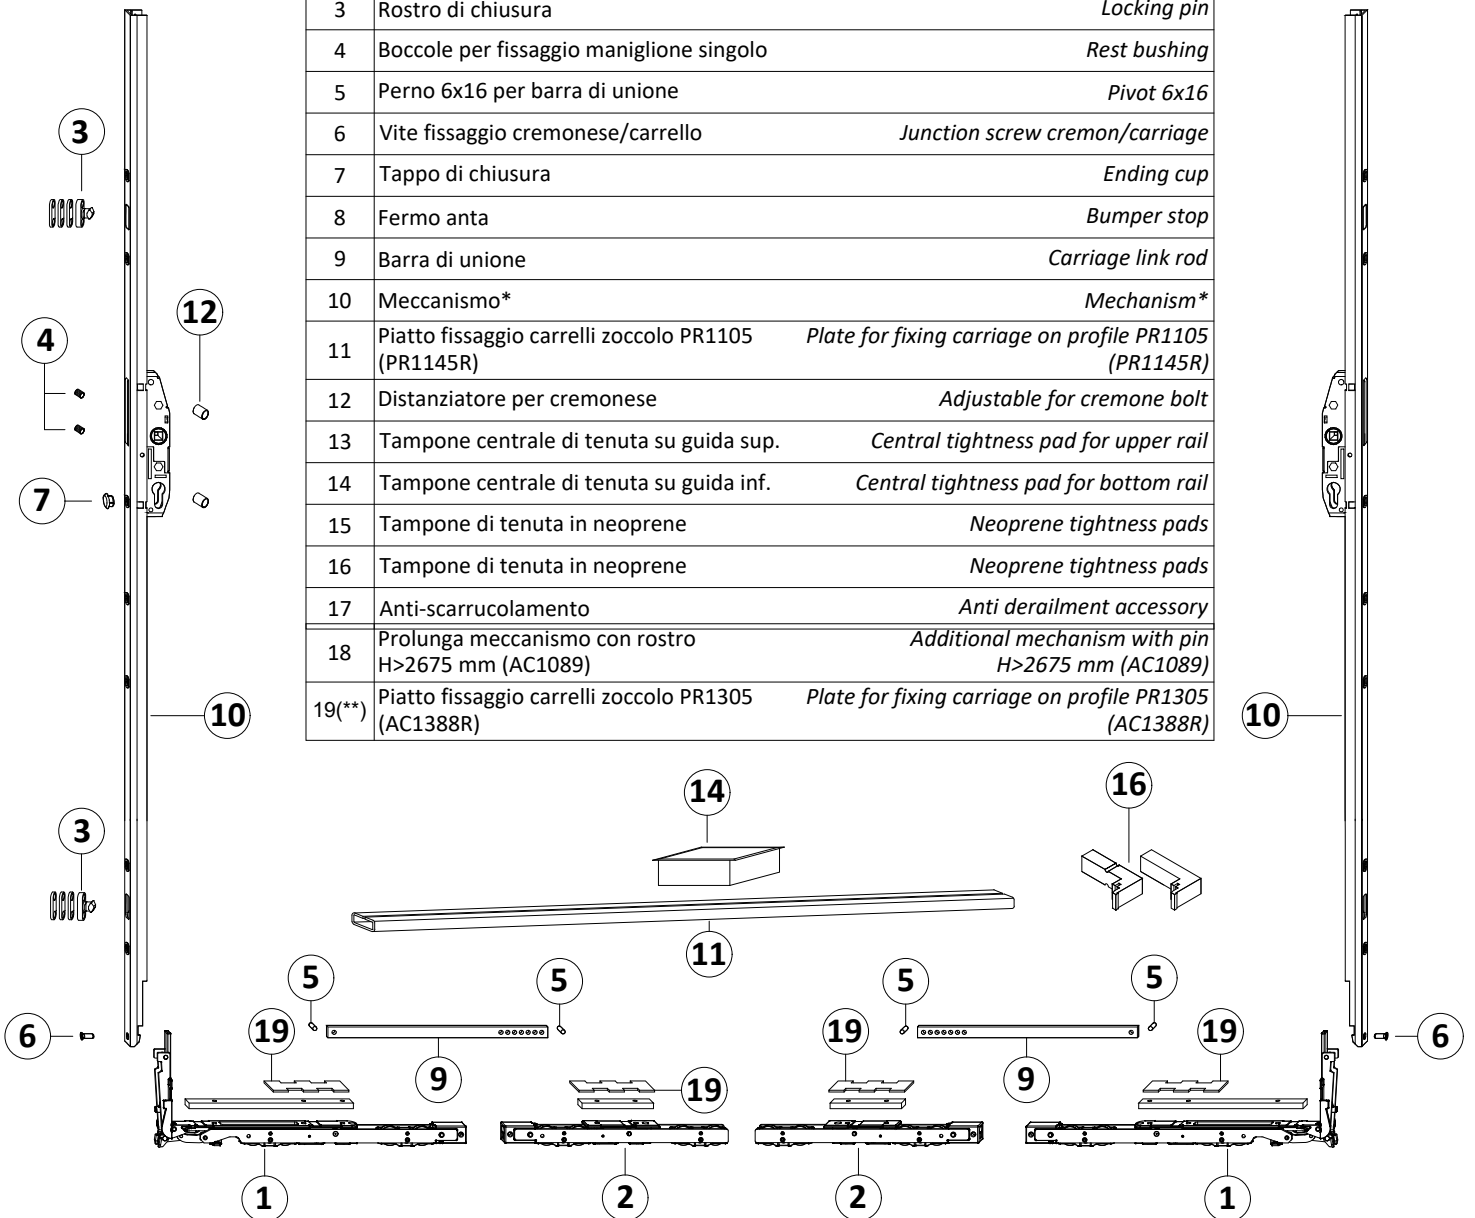 3 Rostro di chiusura Locking pin
4 Boccole per fissaggio maniglione singolo Rest bushing
5 Perno 6x16 per barra di unione Pivot 6x16
6 Vite fissaggio cremonese/carrello Junction screw cremon/carriage
7 Tappo di chiusura Ending cup
8 Fermo anta Bumper stop
9 Barra di unione Carriage link rod
10 Meccanismo* Mechanism*
11 Piatto fissaggio carrelli zoccolo PR1105 Plate for fixing carriage on profile PR1105
(PR1145R) (PR1145R)
12 Distanziatore per cremonese Adjustable for cremone bolt
13 Tampone centrale di tenuta su guida sup. Central tightness pad for upper rail
14 Tampone centrale di tenuta su guida inf. Central tightness pad for bottom rail
15 Tampone di tenuta in neoprene Neoprene tightness pads
16 Tampone di tenuta in neoprene Neoprene tightness pads
17 Anti-scarrucolamento Anti derailment accessory
18 Prolunga meccanismo con rostro Additional mechanism with pin
H>2675 mm (AC1089) H>2675 mm (AC1089)
19(**) Piatto fissaggio carrelli zoccolo PR1305 Plate for fixing carriage on profile PR1305
(AC1388R) (AC1388R)
3
12
4
7
10
10
14
16
3
11
5
5
5
5
6
19
9
19
19
9
19
6
1
2
2
1